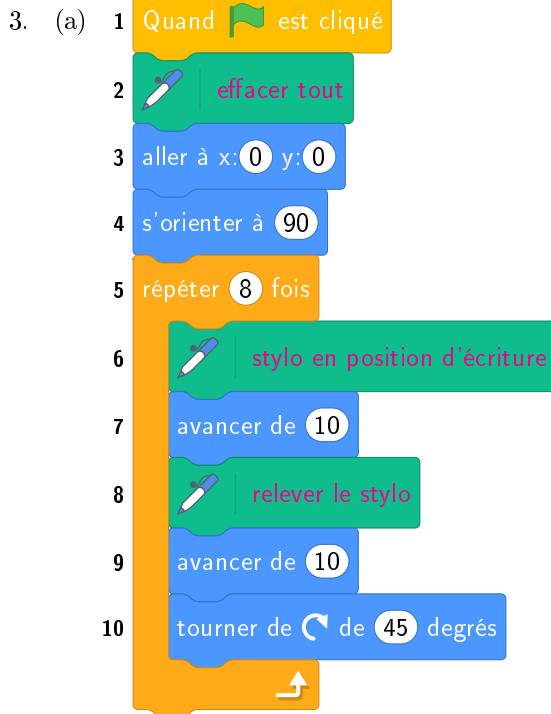 3. (a) 1 Quand est cliqué
2 effacer tout
3 aller à x: 0 y: 0
4 s'orienter à 90
5 répéter 8 fois
6 stylo en position d'écriture
7 avancer de 10
8 relever le stylo
9 avancer de 10
10 tourner de de 45 degrés